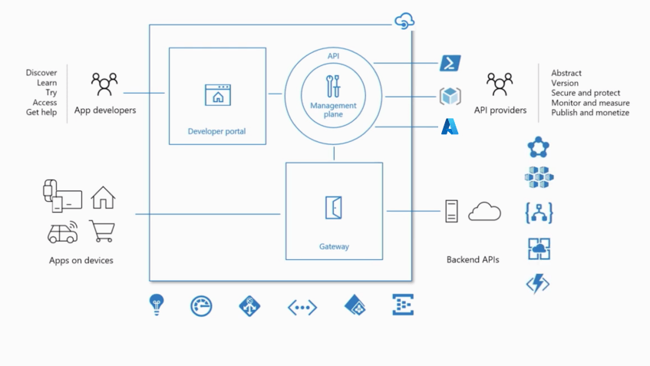 Discover
Learn
Try
Access
Get help
App developers
Developer portal
API
Management
plane
API providers
Abstract
Version
Secure and protect
Monitor and measure
Publish and monetize
Apps on devices
Gateway
Backend APIs